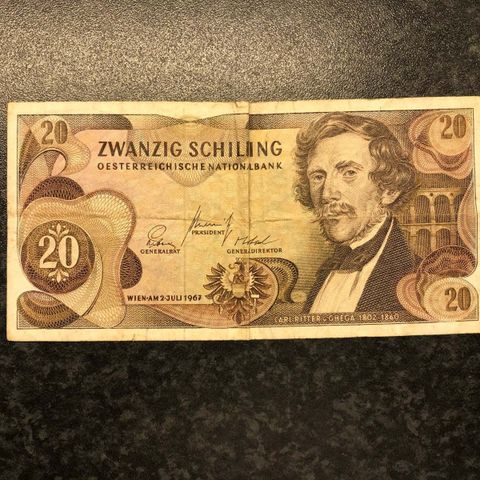 20
20
ZWANZIG SCHILLING
OESTERREICHISCHE NATIONALBANK
20
PRÄSIDENT
GENERALRAT
GENERALDIREKTOR
WIEN·AM 2·JULI 1967
20
CARL·RITTER v·GHEGA 1802-1860